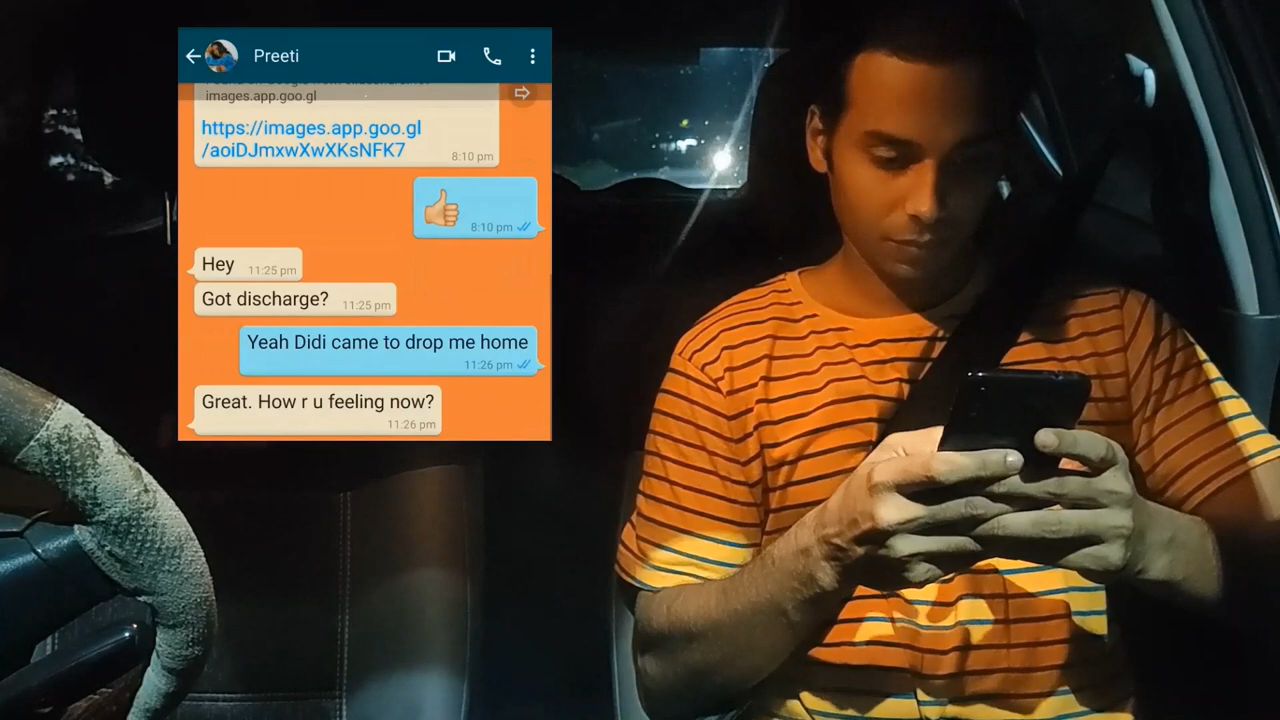 Preeti
images.app.goo.gl
https://images.app.goo.gl
/aoiDJmxwXwXKsNFK7
8:10 pm
8:10 pm
Hey 11:25 pm
Got discharge? 11:25 pm
Yeah Didi came to drop me home
11:26 pm
Great. How r u feeling now?
11:26 pm